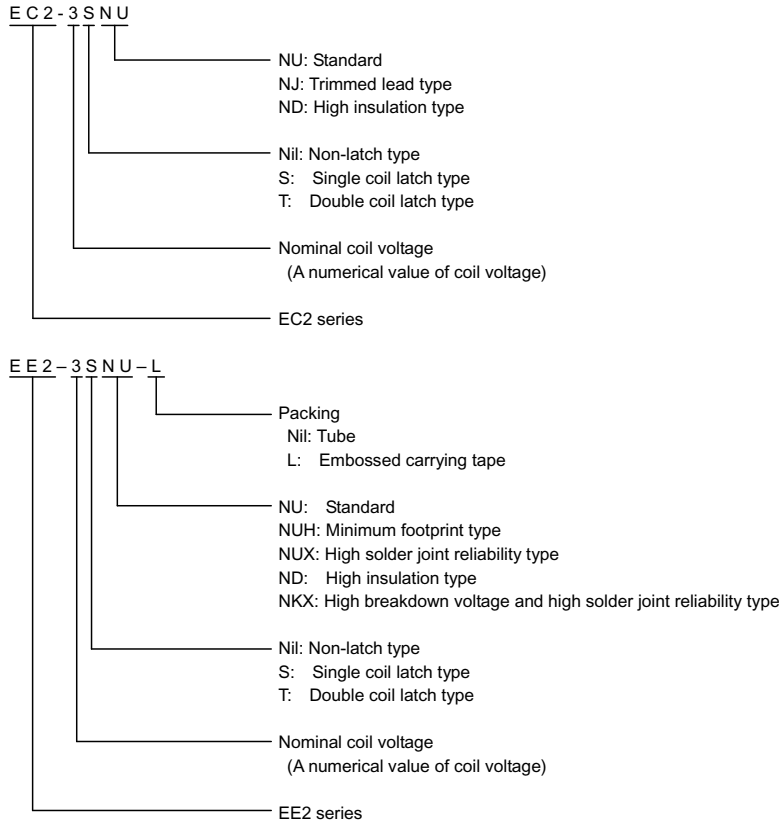 EC2-3SNU
NU: Standard
NJ: Trimmed lead type
ND: High insulation type
Nil: Non-latch type
S: Single coil latch type
T: Double coil latch type
Nominal coil voltage
(A numerical value of coil voltage)
EC2 series
EE2–3SNU–L
Packing
Nil: Tube
L: Embossed carrying tape
NU: Standard
NUH: Minimum footprint type
NUX: High solder joint reliability type
ND: High insulation type
NKX: High breakdown voltage and high solder joint reliability type
Nil: Non-latch type
S: Single coil latch type
T: Double coil latch type
Nominal coil voltage
(A numerical value of coil voltage)
EE2 series